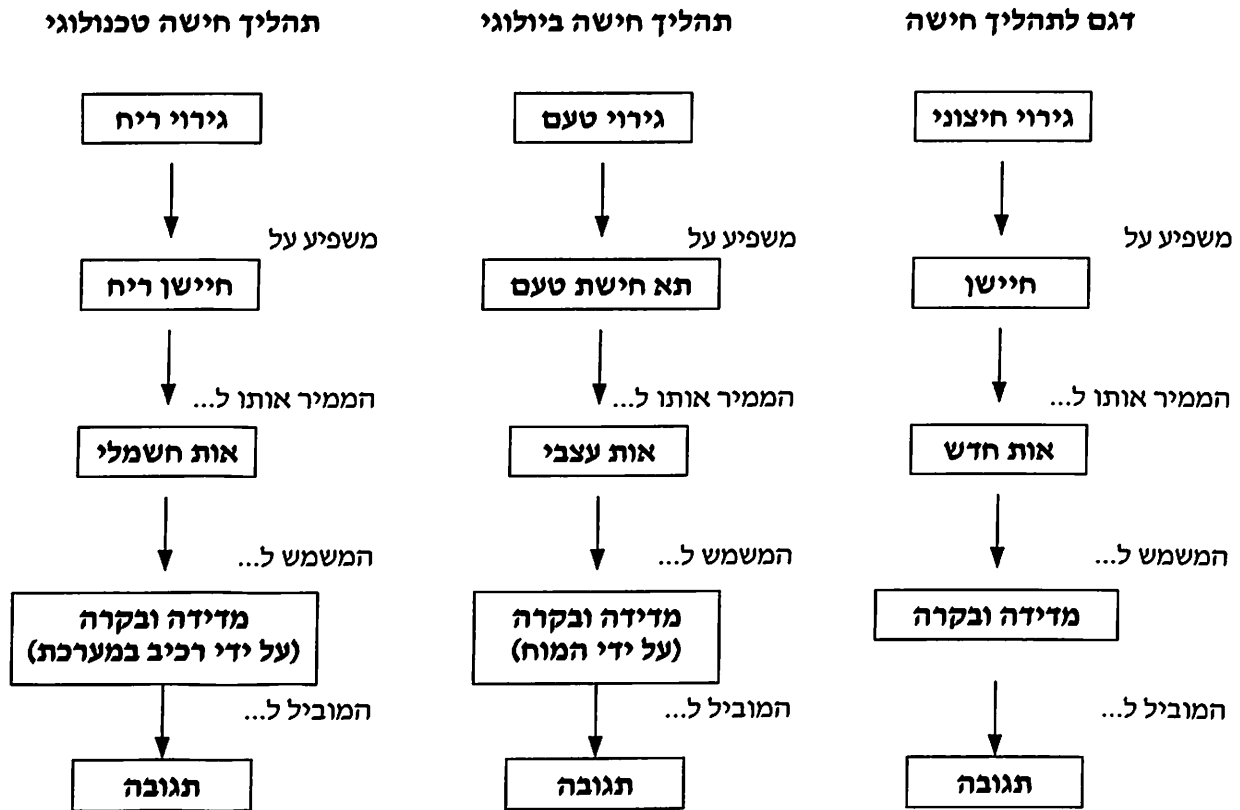 דגם לתהליך חישה
גירוי חיצוני
משפיע על
חיישן
הממיר אותו ל...
אות חדש
המשמש ל...
מדידה ובקרה
המוביל ל...
תגובה
תהליך חישה ביולוגי
גירוי טעם
משפיע על
תא חישת טעם
הממיר אותו ל...
אות עצבי
המשמש ל...
מדידה ובקרה
(על ידי המוח)
המוביל ל...
תגובה
תהליך חישה טכנולוגי
גירוי ריח
משפיע על
חיישן ריח
הממיר אותו ל...
אות חשמלי
המשמש ל...
מדידה ובקרה
(על ידי רכיב במערכת)
המוביל ל...
תגובה